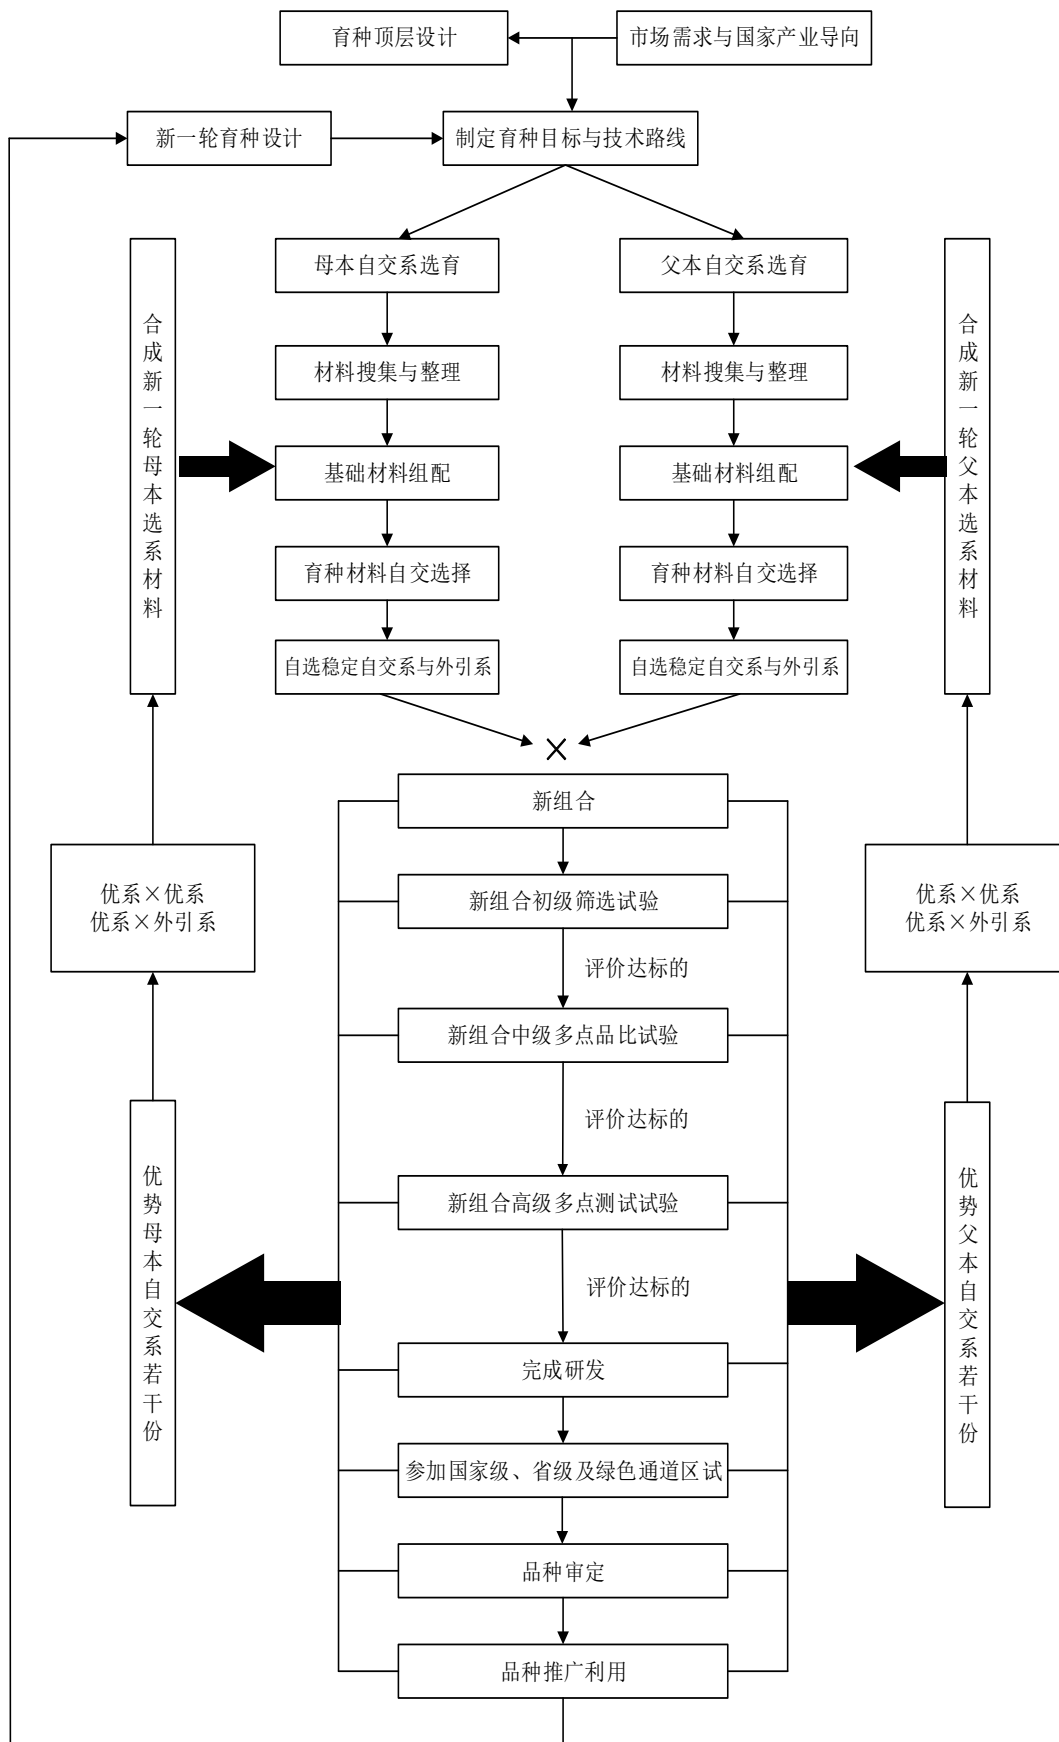 育种顶层设计
市场需求与国家产业导向
新一轮育种设计
制定育种目标与技术路线
母本自交系选育
父本自交系选育
合成新一轮母本选系材料
材料搜集与整理
材料搜集与整理
合成新一轮父本选系材料
基础材料组配
基础材料组配
育种材料自交选择
育种材料自交选择
自选稳定自交系与外引系
自选稳定自交系与外引系
×
新组合
优系×优系
优系×外引系
新组合初级筛选试验
优系×优系
优系×外引系
评价达标的
新组合中级多点品比试验
评价达标的
优势母本自交系若干份
新组合高级多点测试试验
优势父本自交系若干份
评价达标的
完成研发
参加国家级、省级及绿色通道区试
品种审定
品种推广利用